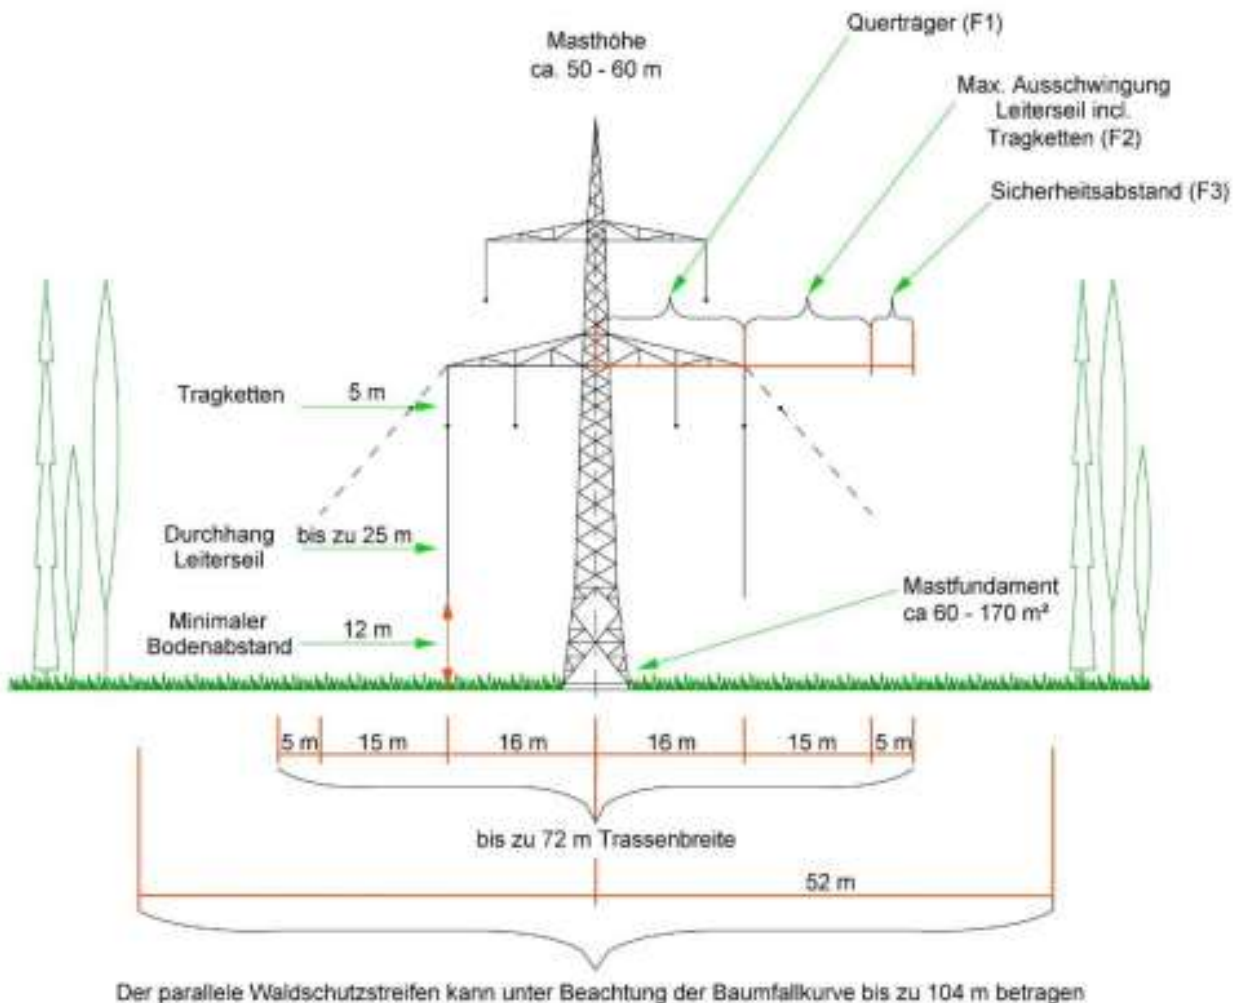 Querträger (F1)
Masthöhe
ca. 50 - 60 m
Max. Ausschwingung
Leiterseil incl.
Tragketten (F2)
Sicherheitsabstand (F3)
Tragketten 5 m
Durchhang bis zu 25 m
Leiterseil
Mastfundament
ca 60 - 170 m²
Minimaler
Bodenabstand 12 m
5 m 15 m 16 m 16 m 15 m 5 m
bis zu 72 m Trassenbreite
52 m
Der parallele Waldschutzstreifen kann unter Beachtung der Baumfallkurve bis zu 104 m betragen